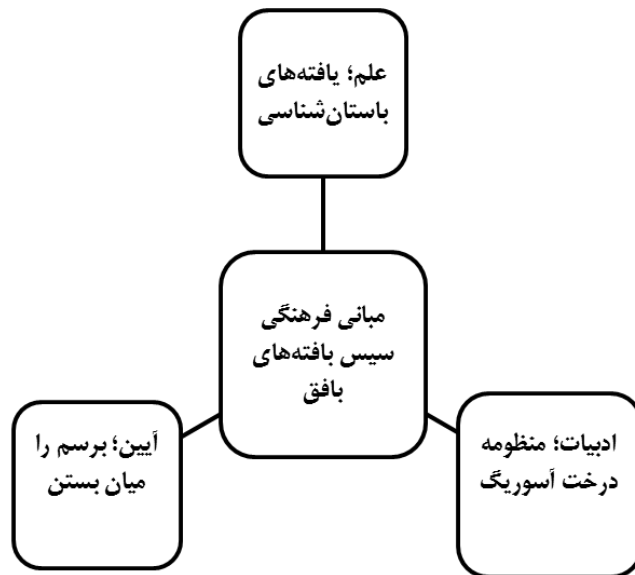 علم؛ یافته‌های
باستان‌شناسی
مبانی فرهنگی
سیس بافته‌های
بافق
ادبیات؛ منظومه
درخت آسوریگ
آیین؛ برسم را
میان بستن